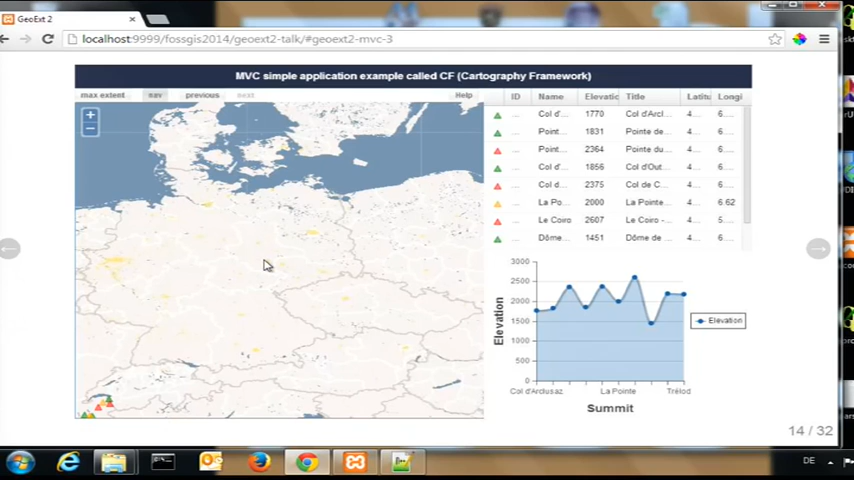 GeoExt 2
localhost:9999/fossgis2014/geoext2-talk/#geoext2-mvc-3
MVC simple application example called CF (Cartography Framework)
max extent nav previous next Help
ID Name Elevatic Title Latitu Longi
... Col d'... 1770 Col d'Arcl... 4... 6....
... Point... 1831 Pointe de... 4... 6....
... Point... 2364 Pointe du... 4... 6....
... Col d'... 1856 Col d'Out... 4... 6....
... Col d... 2375 Col de C... 4... 6....
... La Po... 2000 La Pointe... 4... 6.62
... Le Coiro 2607 Le Coiro -... 4... 5....
... Dôme... 1451 Dôme de ... 4... 6....
3000
2500
2000
1500
1000
500
0
Elevation
Elevation
Col d'Arclusaz. La Pointe Trélod
Summit
14 / 32
DE